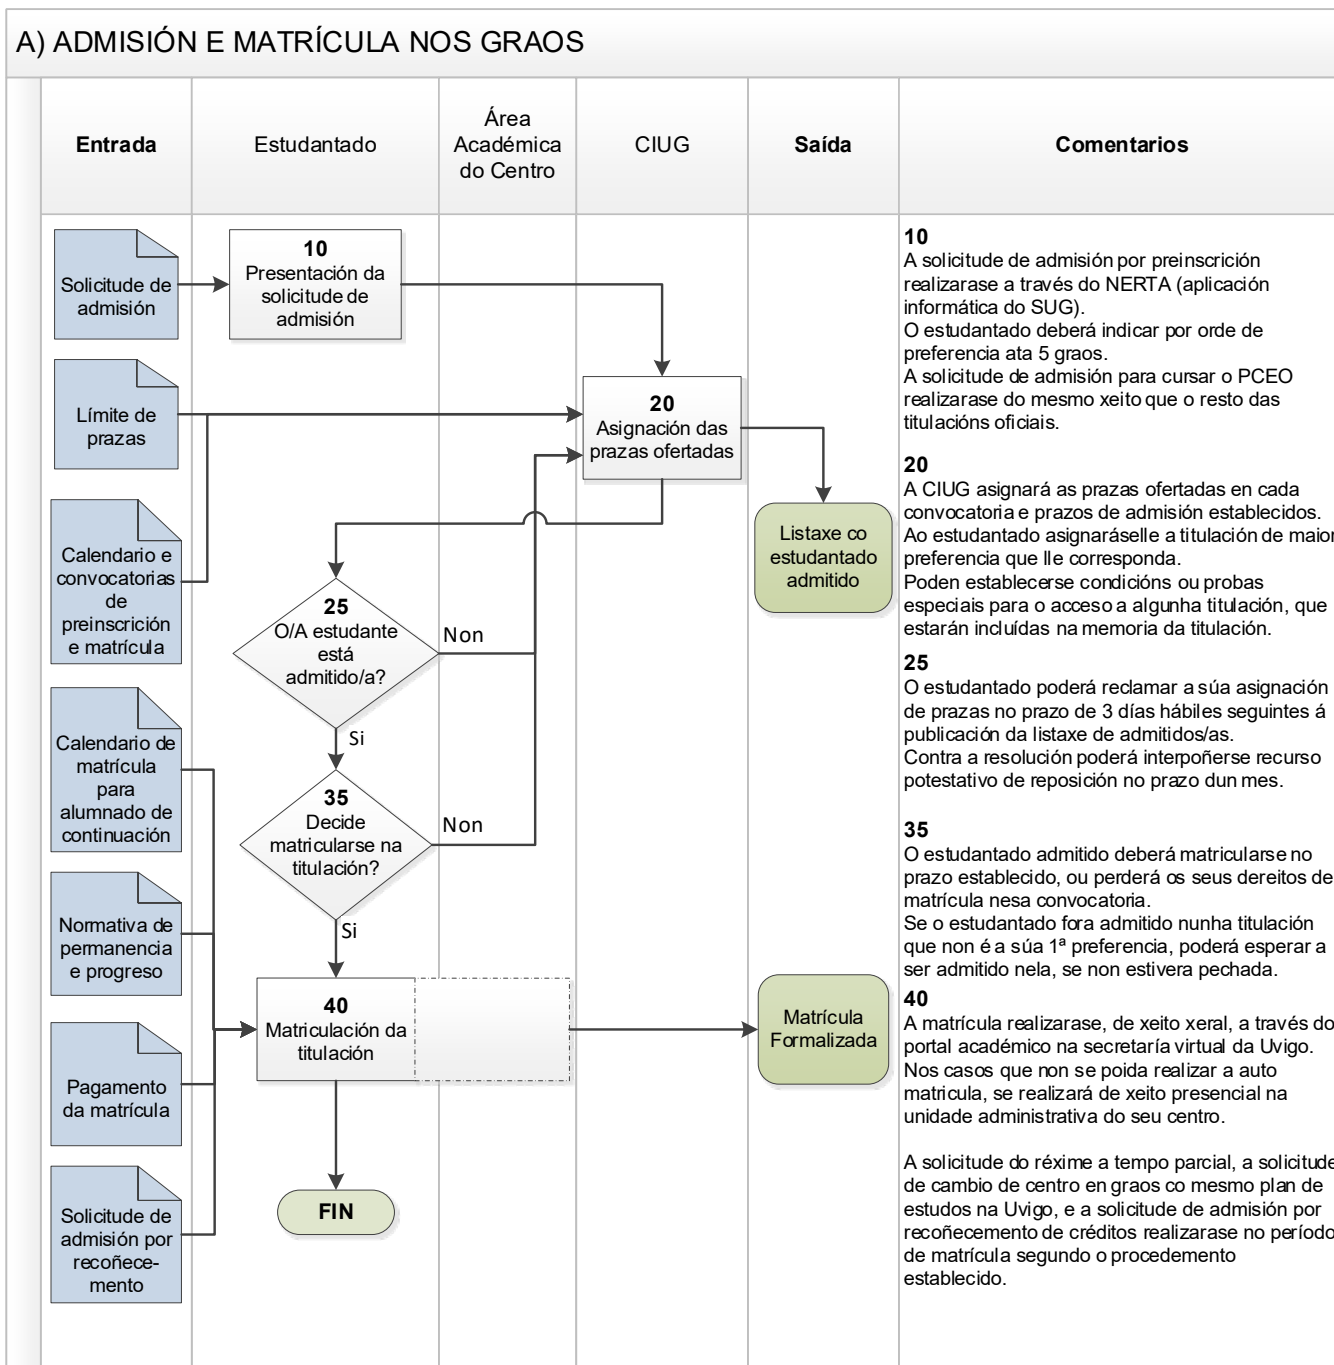 A) ADMISIÓN E MATRÍCULA NOS GRAOS
Entrada
Estudantado
Área
Académica
do Centro
CIUG
Saída
Comentarios
Solicitude de
admisión
Límite de
prazas
Calendario e
convocatorias
de
preinscrición
e matrícula
Calendario de
matrícula
para
alumnado de
continuación
Normativa de
permanencia
e progreso
Pagamento
da matrícula
Solicitude de
admisión por
recoñece-
mento
10
Presentación da
solicitude de
admisión
25
O/A estudante
está
admitido/a?
Non
Si
35
Decide
matricularse na
titulación?
Non
Si
40
Matriculación da
titulación
FIN
20
Asignación das
prazas ofertadas
Listaxe co
estudantado
admitido
Matrícula
Formalizada
10
A solicitude de admisión por preinscrición
realizarase a través do NERTA (aplicación
informática do SUG).
O estudantado deberá indicar por orde de
preferencia ata 5 graos.
A solicitude de admisión para cursar o PCEO
realizarase do mesmo xeito que o resto das
titulacións oficiais.
20
A CIUG asignará as prazas ofertadas en cada
convocatoria e prazos de admisión establecidos.
Ao estudantado asignaráselle a titulación de maior
preferencia que lle corresponda.
Poden establecerse condicións ou probas
especiais para o acceso a algunha titulación, que
estarán incluídas na memoria da titulación.
25
O estudantado poderá reclamar a súa asignación
de prazas no prazo de 3 días hábiles seguintes á
publicación da listaxe de admitidos/as.
Contra a resolución poderá interpoñerse recurso
potestativo de reposición no prazo dun mes.
35
O estudantado admitido deberá matricularse no
prazo establecido, ou perderá os seus dereitos de
matrícula nesa convocatoria.
Se o estudantado fora admitido nunha titulación
que non é a súa 1ª preferencia, poderá esperar a
ser admitido nela, se non estivera pechada.
40
A matrícula realizarase, de xeito xeral, a través do
portal académico na secretaría virtual da Uvigo.
Nos casos que non se poida realizar a auto
matricula, se realizará de xeito presencial na
unidade administrativa do seu centro.
A solicitude do réxime a tempo parcial, a solicitude
de cambio de centro en graos co mesmo plan de
estudos na Uvigo, e a solicitude de admisión por
recoñecemento de créditos realizarase no período
de matrícula segundo o procedemento
establecido.